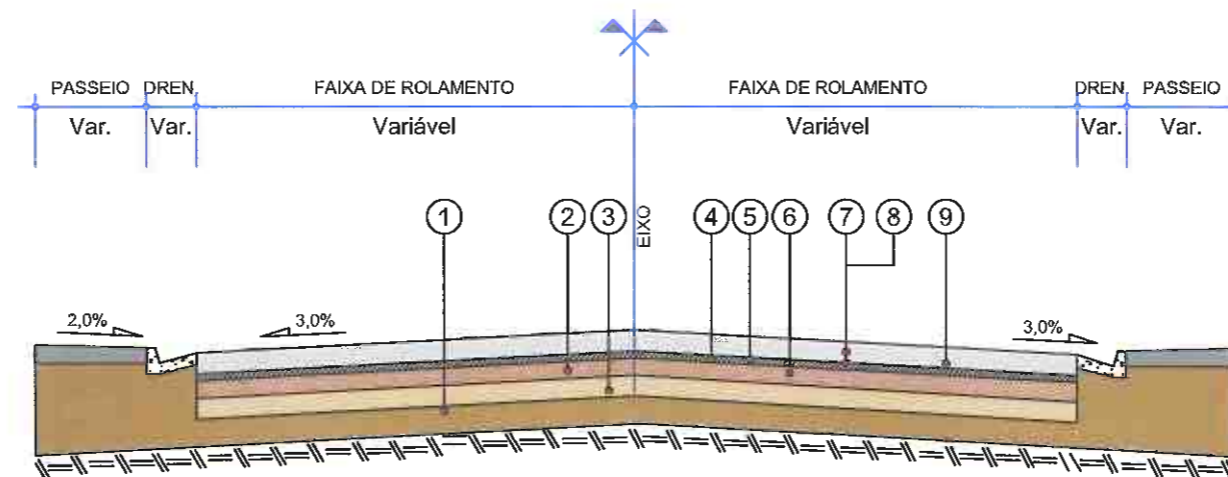 PASSEIO DREN. FAIXA DE ROLAMENTO FAIXA DE ROLAMENTO DREN. PASSEIO
Var. Var. Variável Variável Var. Var.
1 2 3 4 5 6 7 8 9
EIXO
2,0% 3,0% 3,0%